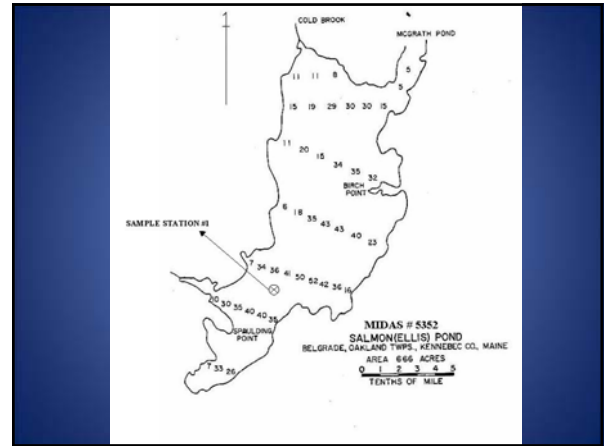 COLD BROOK
MCGRATH POND
1
11 11 8 5
5
15 19 29 30 30 15
11 20 15 34 35 32
BIRCH
POINT
6 18 35 43 43 40 23
SAMPLE STATION #1
7 34 36 41 50 52 42 36 16
30 35 40 40 35
SPAULDING
POINT
7 33 26
MIDAS # 5352
SALMON(ELLIS) POND
BELGRADE, OAKLAND TWPS., KENNEBEC CO., MAINE
AREA 666 ACRES
0 1 2 3 4 5
TENTHS OF MILE